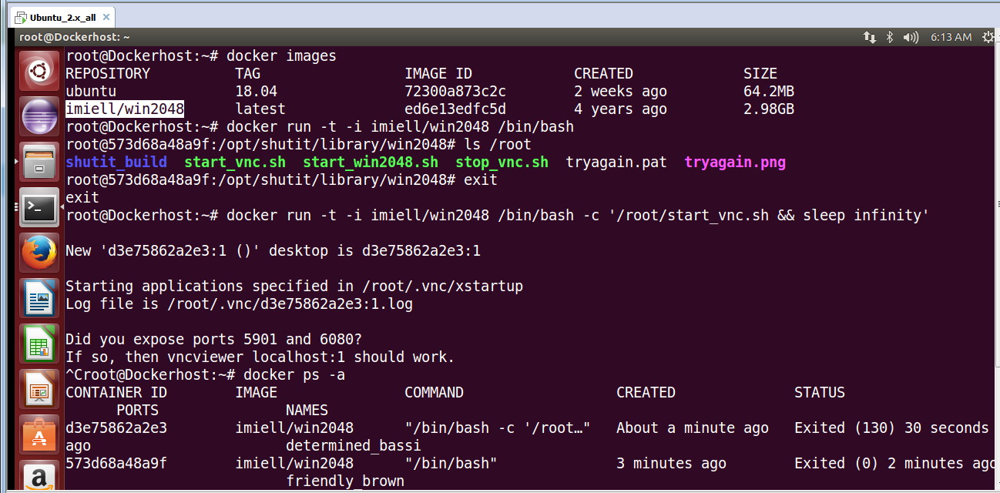 Ubuntu_2.x_all ×
root@Dockerhost: ~ 6:13 AM
root@Dockerhost:~# docker images
REPOSITORY TAG IMAGE ID CREATED SIZE
ubuntu 18.04 72300a873c2c 2 weeks ago 64.2MB
imiell/win2048 latest ed6e13edfc5d 4 years ago 2.98GB
root@Dockerhost:~# docker run -t -i imiell/win2048 /bin/bash
root@573d68a48a9f:/opt/shutit/library/win2048# ls /root
shutit_build start_vnc.sh start_win2048.sh stop_vnc.sh tryagain.pat tryagain.png
root@573d68a48a9f:/opt/shutit/library/win2048# exit
exit
root@Dockerhost:~# docker run -t -i imiell/win2048 /bin/bash -c '/root/start_vnc.sh && sleep infinity'
New 'd3e75862a2e3:1 ()' desktop is d3e75862a2e3:1
Starting applications specified in /root/.vnc/xstartup
Log file is /root/.vnc/d3e75862a2e3:1.log
Did you expose ports 5901 and 6080?
If so, then vncviewer localhost:1 should work.
^Croot@Dockerhost:~# docker ps -a
CONTAINER ID IMAGE COMMAND CREATED STATUS
PORTS NAMES
d3e75862a2e3 imiell/win2048 "/bin/bash -c '/root…" About a minute ago Exited (130) 30 seconds
ago determined_bassi
573d68a48a9f imiell/win2048 "/bin/bash" 3 minutes ago Exited (0) 2 minutes ago
friendly_brown